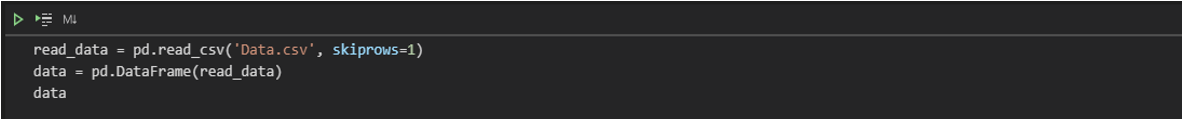 M↓
read_data = pd.read_csv('Data.csv', skiprows=1)
data = pd.DataFrame(read_data)
data